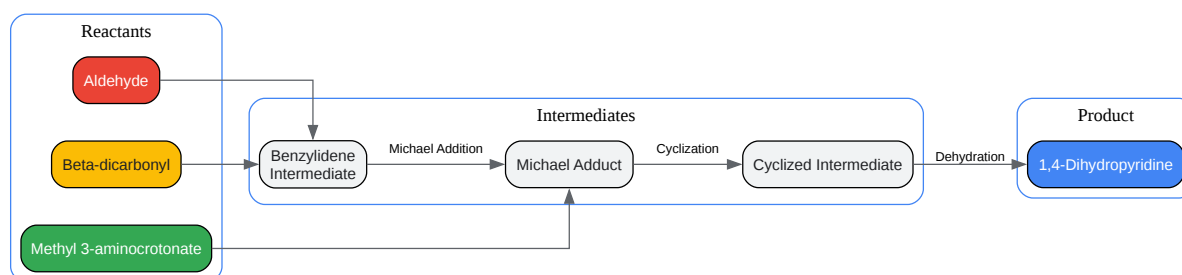 Reactants
Aldehyde
Beta-dicarbonyl
Methyl 3-aminocrotonate
Intermediates
Benzylidene
Intermediate
Michael Addition
Michael Adduct
Cyclization
Cyclized Intermediate
Dehydration
Product
1,4-Dihydropyridine